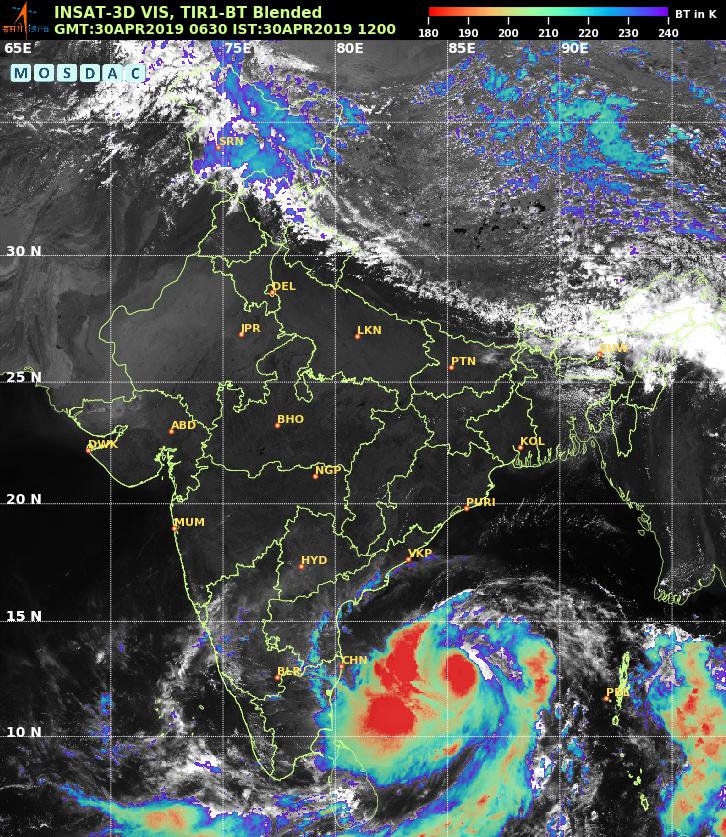 INSAT-3D VIS, TIR1-BT Blended
GMT:30APR2019 0630 IST:30APR2019 1200
BT in K
180 190 200 210 220 230 240
65E 70E 75E 80E 85E 90E
MOSDAC
SRN
30 N
DEL
JPR
LKN
PTN
25 N
BHO
ABD
DWK
KOL
NGP
20 N
PURI
MUM
VKP
HYD
15 N
CHN
BLR
PBL
10 N